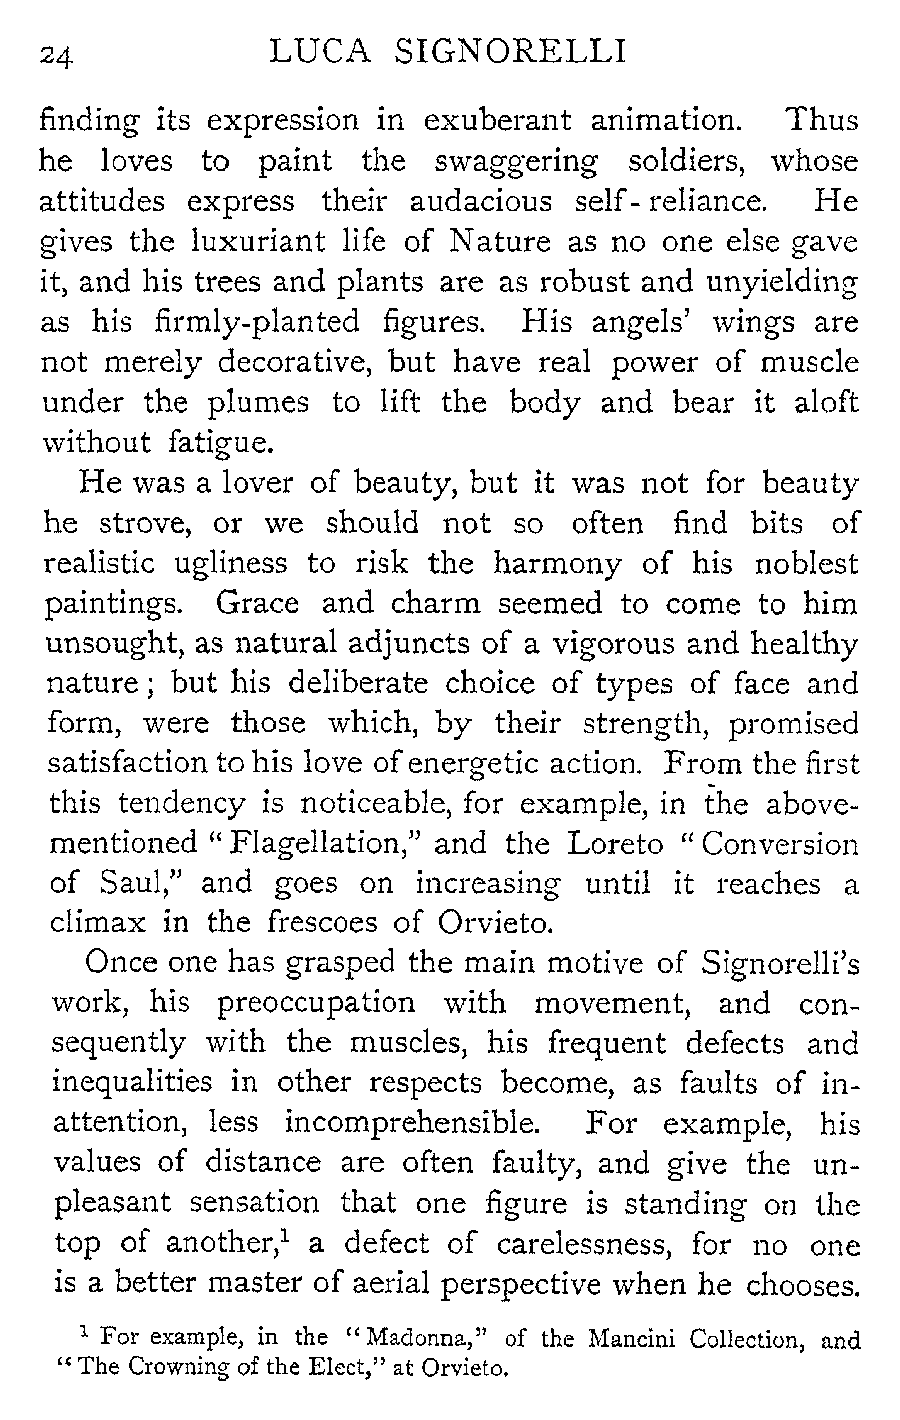 24 LUCA SIGNORELLI
finding its expression in exuberant animation. Thus
he loves to paint the swaggering soldiers, whose
attitudes express their audacious self-reliance. He
gives the luxuriant life of Nature as no one else gave
it, and his trees and plants are as robust and unyielding
as his firmly-planted figures. His angels' wings are
not merely decorative, but have real power of muscle
under the plumes to lift the body and bear it aloft
without fatigue.
He was a lover of beauty, but it was not for beauty
he strove, or we should not so often find bits of
realistic ugliness to risk the harmony of his noblest
paintings. Grace and charm seemed to come to him
unsought, as natural adjuncts of a vigorous and healthy
nature; but his deliberate choice of types of face and
form, were those which, by their strength, promised
satisfaction to his love of energetic action. From the first
this tendency is noticeable, for example, in the above-
mentioned "Flagellation," and the Loreto "Conversion
of Saul," and goes on increasing until it reaches a
climax in the frescoes of Orvieto.
Once one has grasped the main motive of Signorelli's
work, his preoccupation with movement, and con-
sequently with the muscles, his frequent defects and
inequalities in other respects become, as faults of in-
attention, less incomprehensible. For example, his
values of distance are often faulty, and give the un-
pleasant sensation that one figure is standing on the
top of another,¹ a defect of carelessness, for no one
is a better master of aerial perspective when he chooses.
¹ For example, in the "Madonna," of the Mancini Collection, and
"The Crowning of the Elect," at Orvieto.